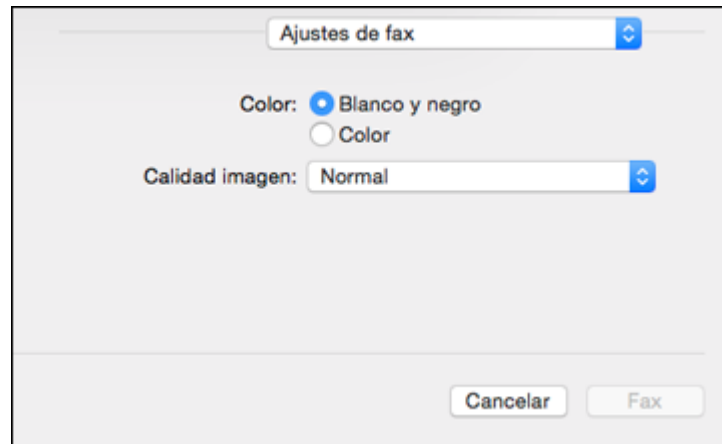 Ajustes de fax
Color: Blanco y negro
Color
Calidad imagen: Normal
Cancelar Fax